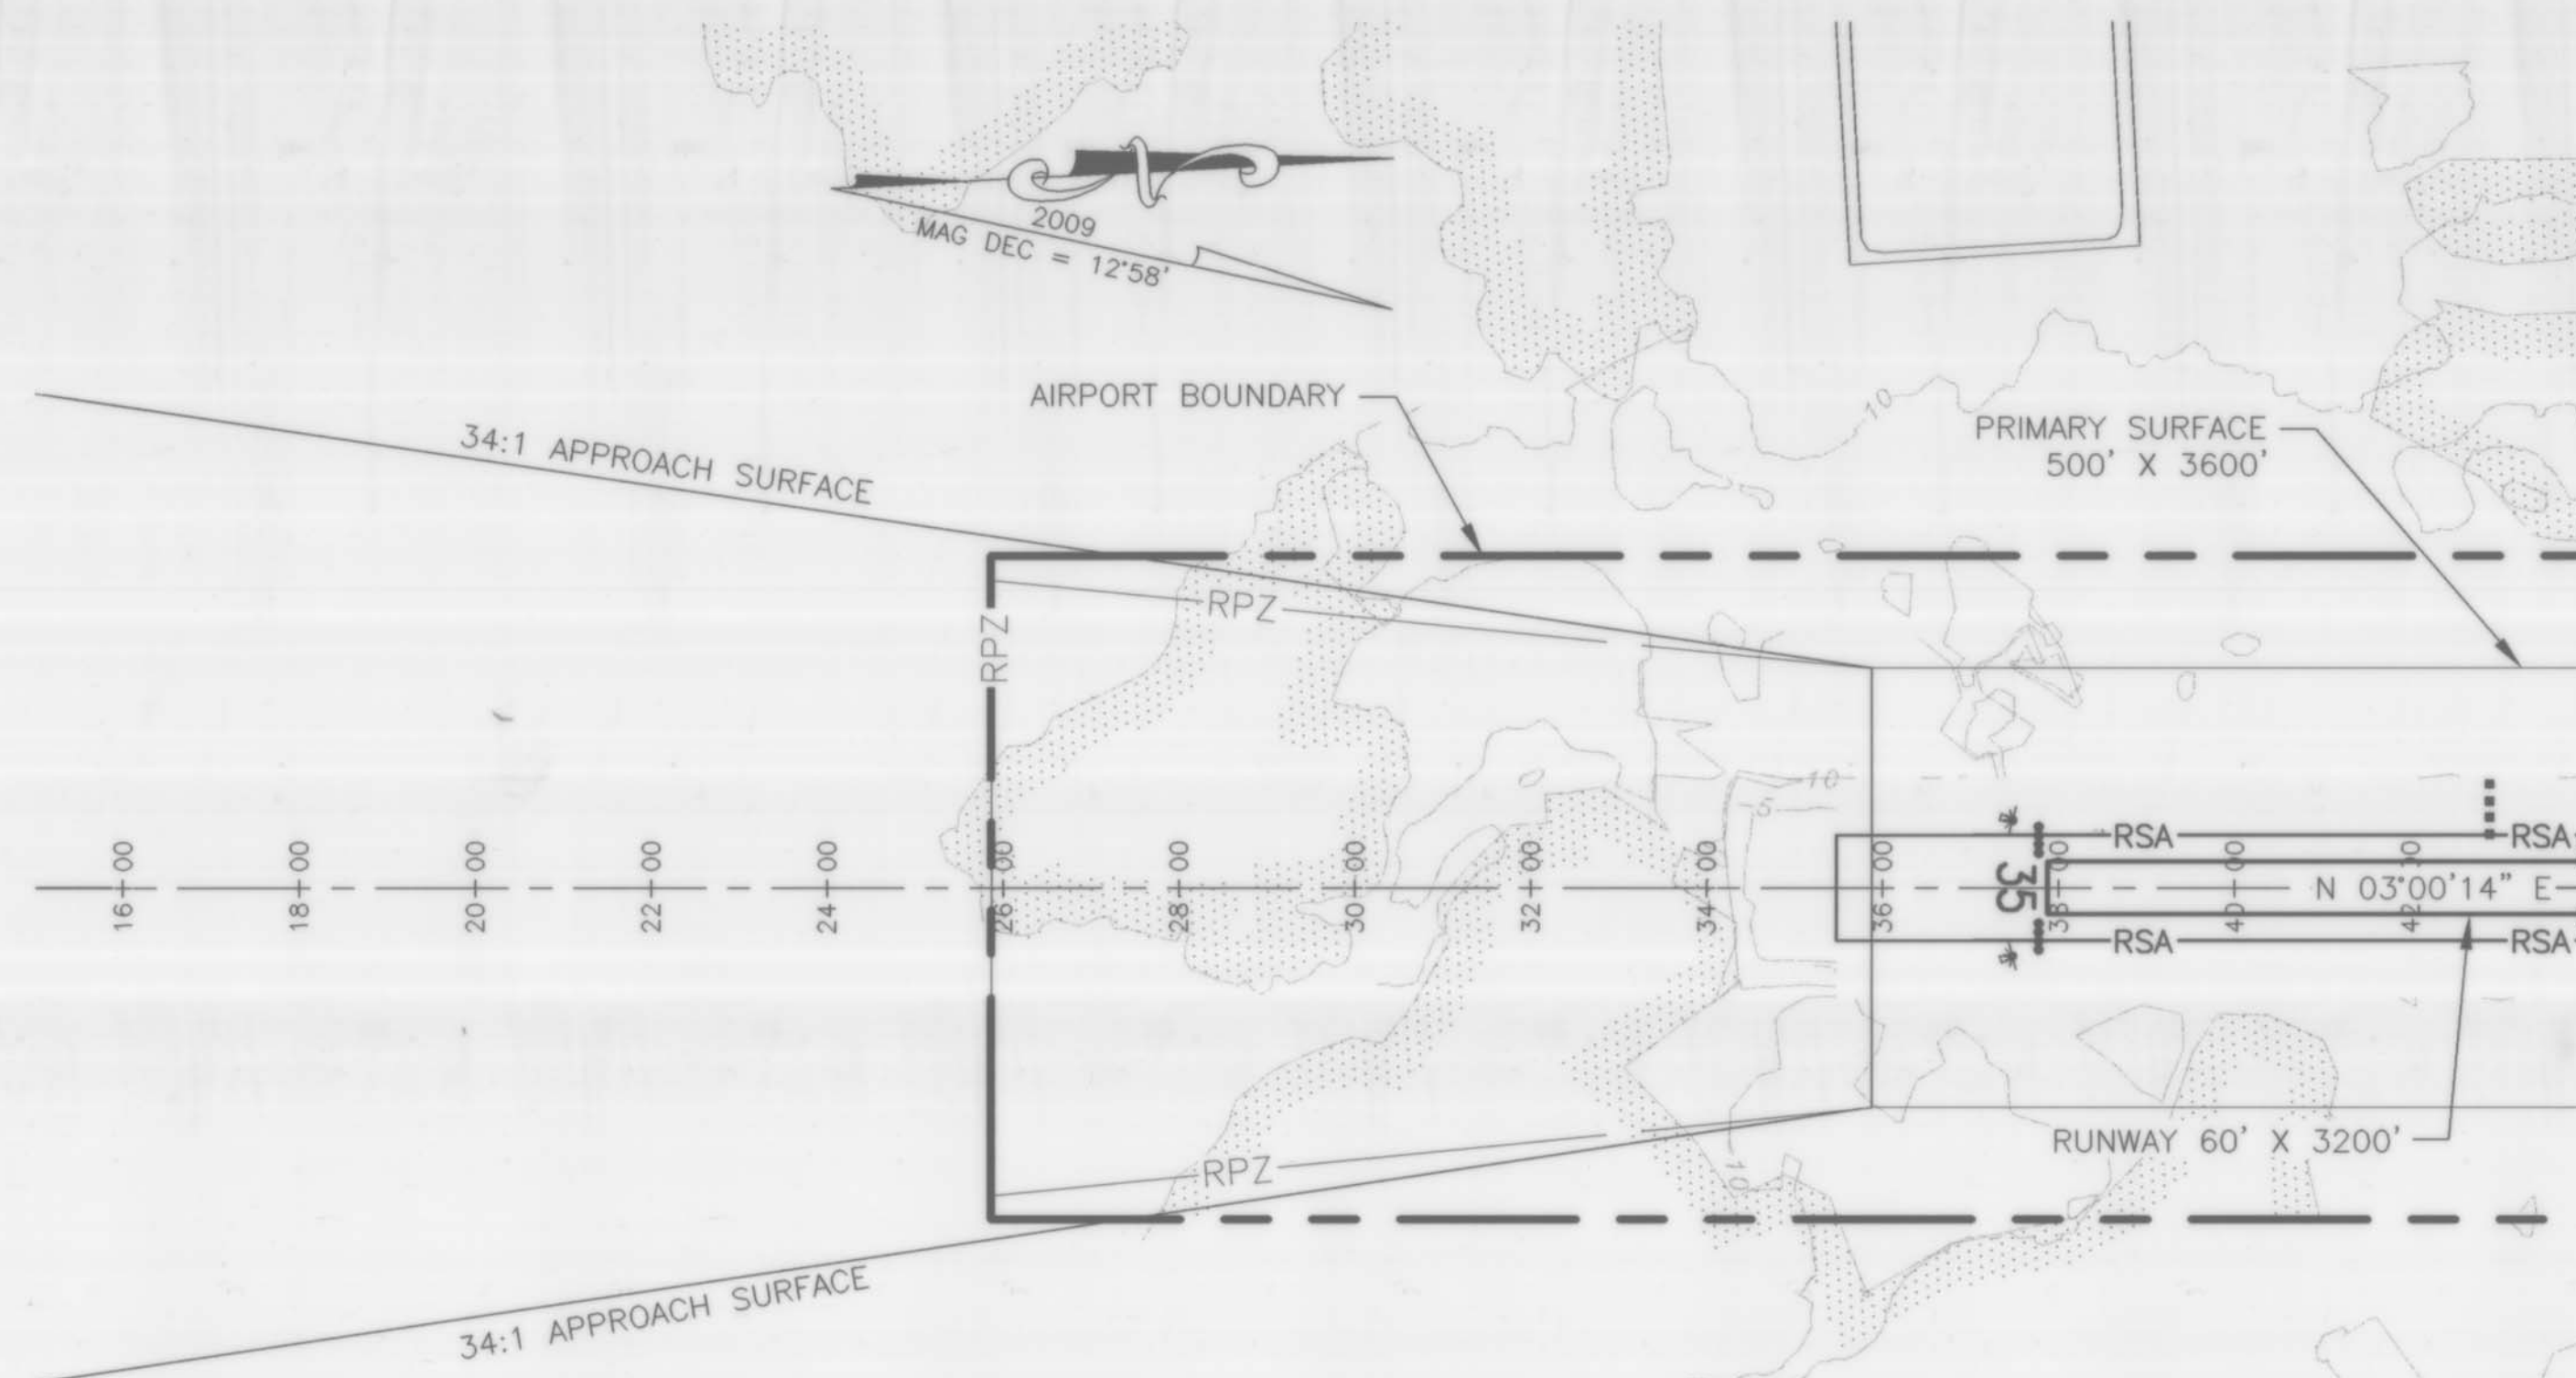 2009
MAG DEC = 12°58'
AIRPORT BOUNDARY
10
PRIMARY SURFACE
500' X 3600'
34:1 APPROACH SURFACE
RPZ
RPZ
10
5
16+00
18+00
20+00
22+00
24+00
26+00
28+00
30+00
32+00
34+00
36+00
38+00
40+00
42+00
RSA
RSA
35
N 03°00'14" E
RSA
RSA
RUNWAY 60' X 3200'
RPZ
10
34:1 APPROACH SURFACE